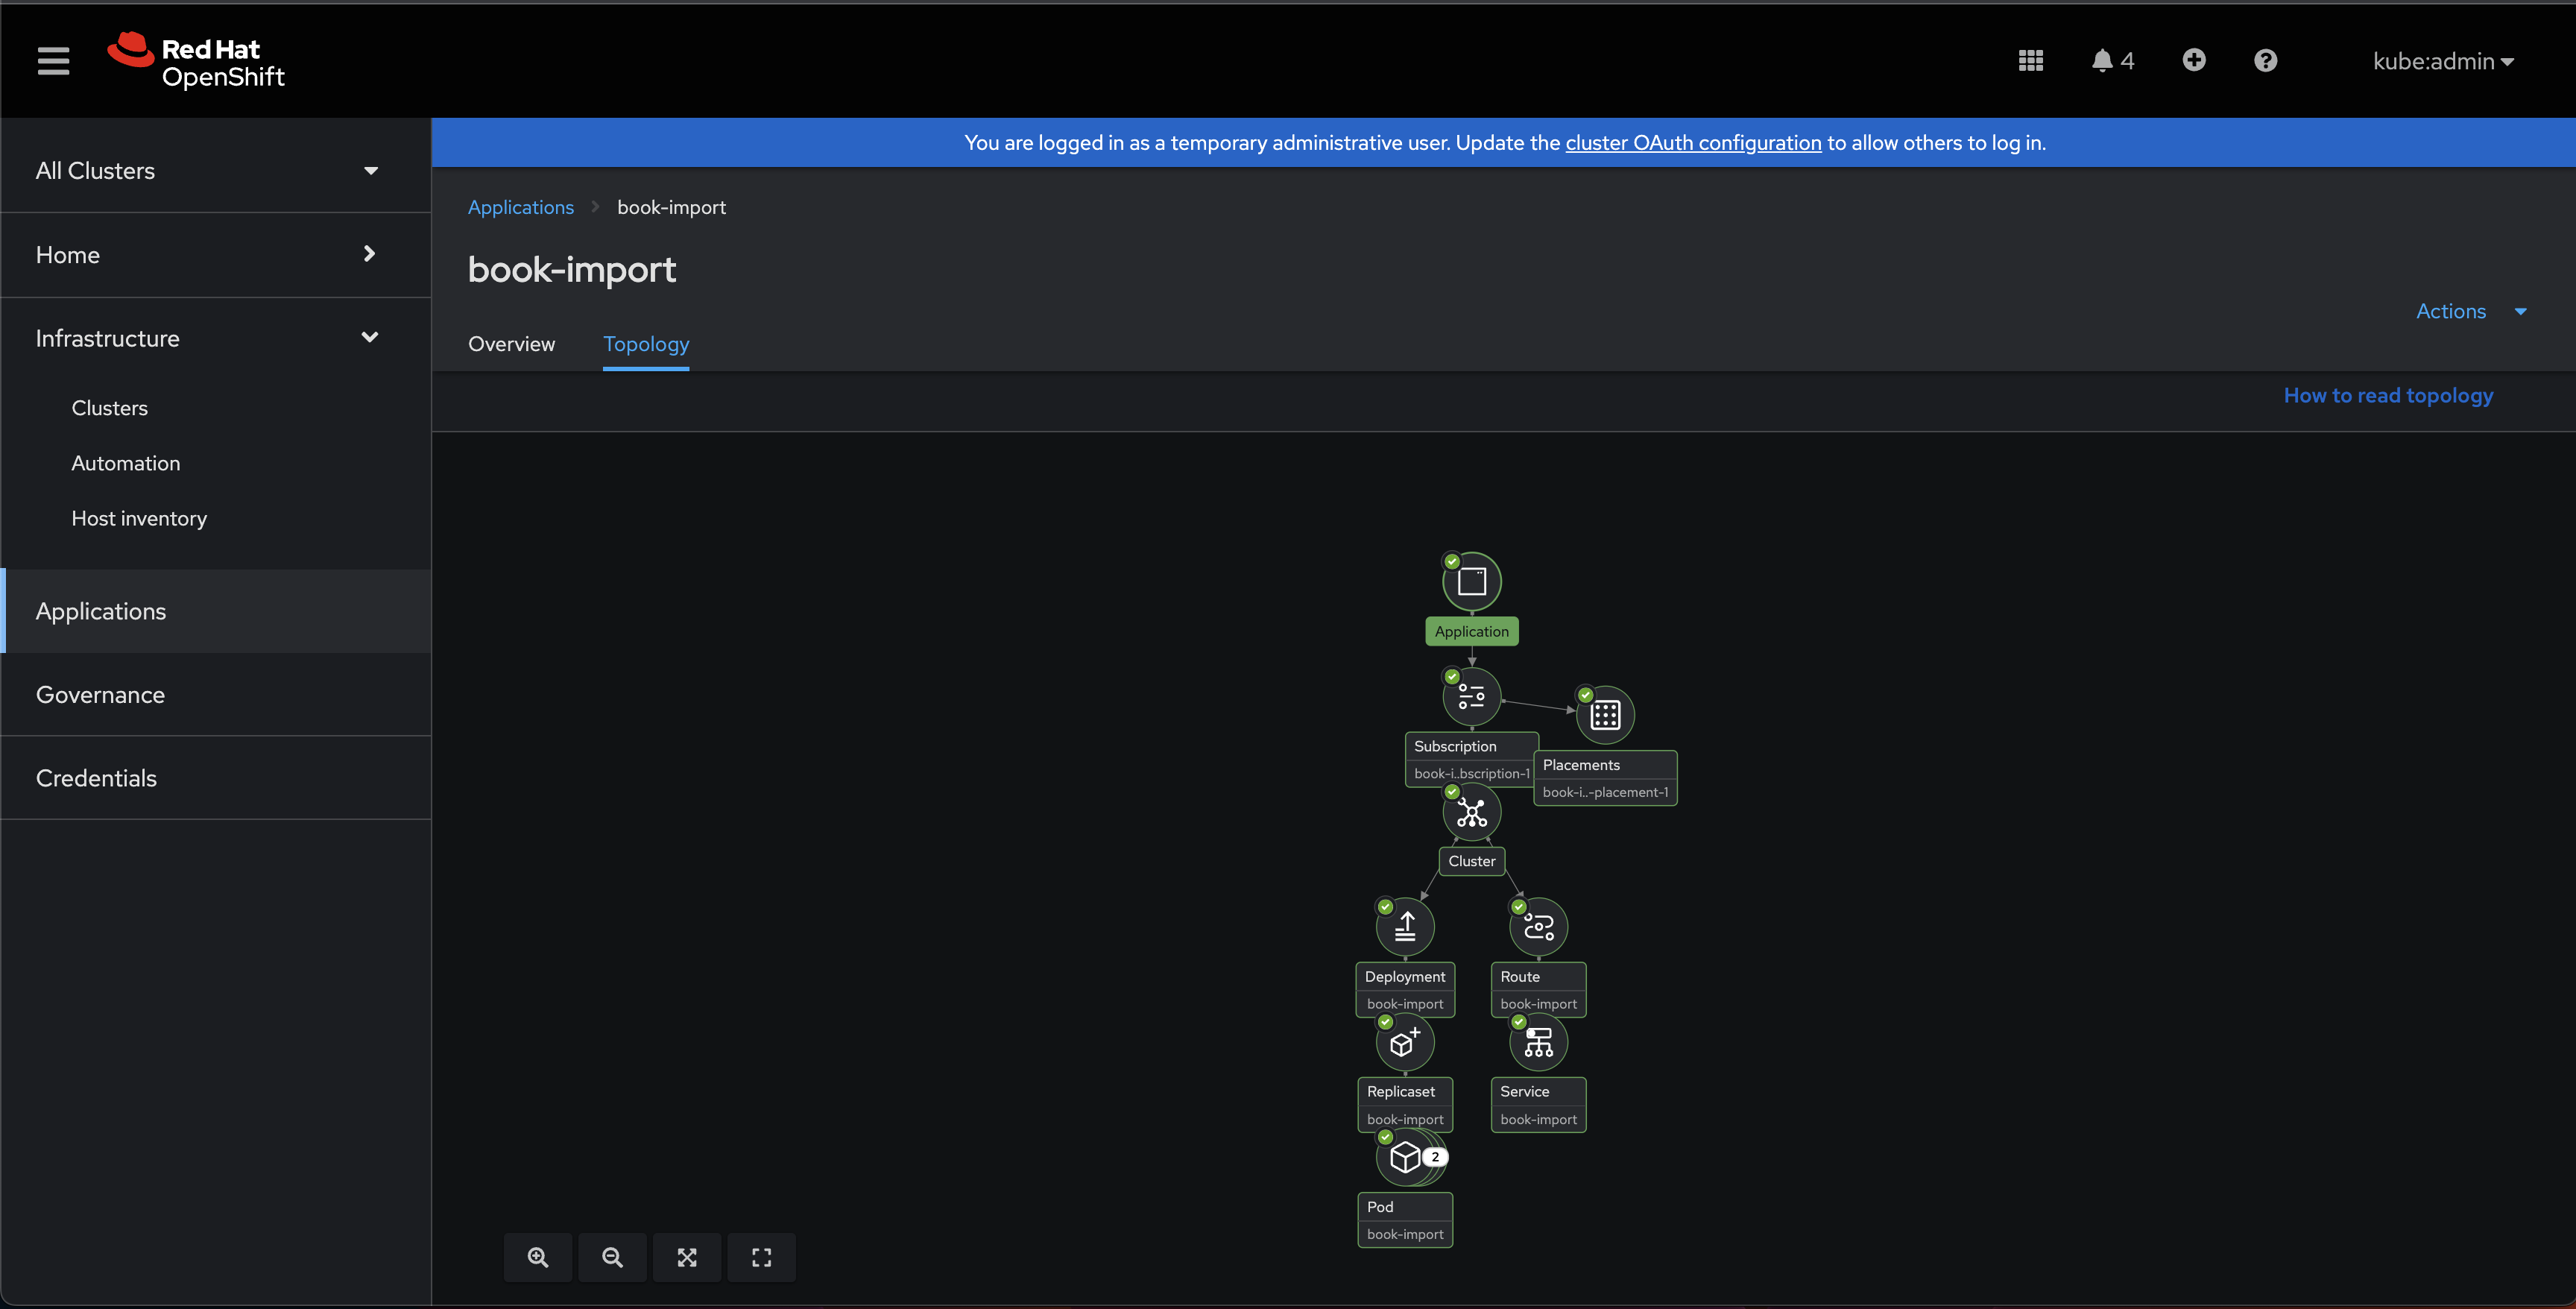 Red Hat
OpenShift
4
kube:admin
You are logged in as a temporary administrative user. Update the cluster OAuth configuration to allow others to log in.
All Clusters
Home
Infrastructure
Clusters
Automation
Host inventory
Applications
Governance
Credentials
Applications
book-import
book-import
Actions
Overview
Topology
How to read topology
Application
Subscription
book-i..bscription-1
Placements
book-i..-placement-1
Cluster
Deployment
book-import
Route
book-import
Replicaset
book-import
Service
book-import
2
Pod
book-import